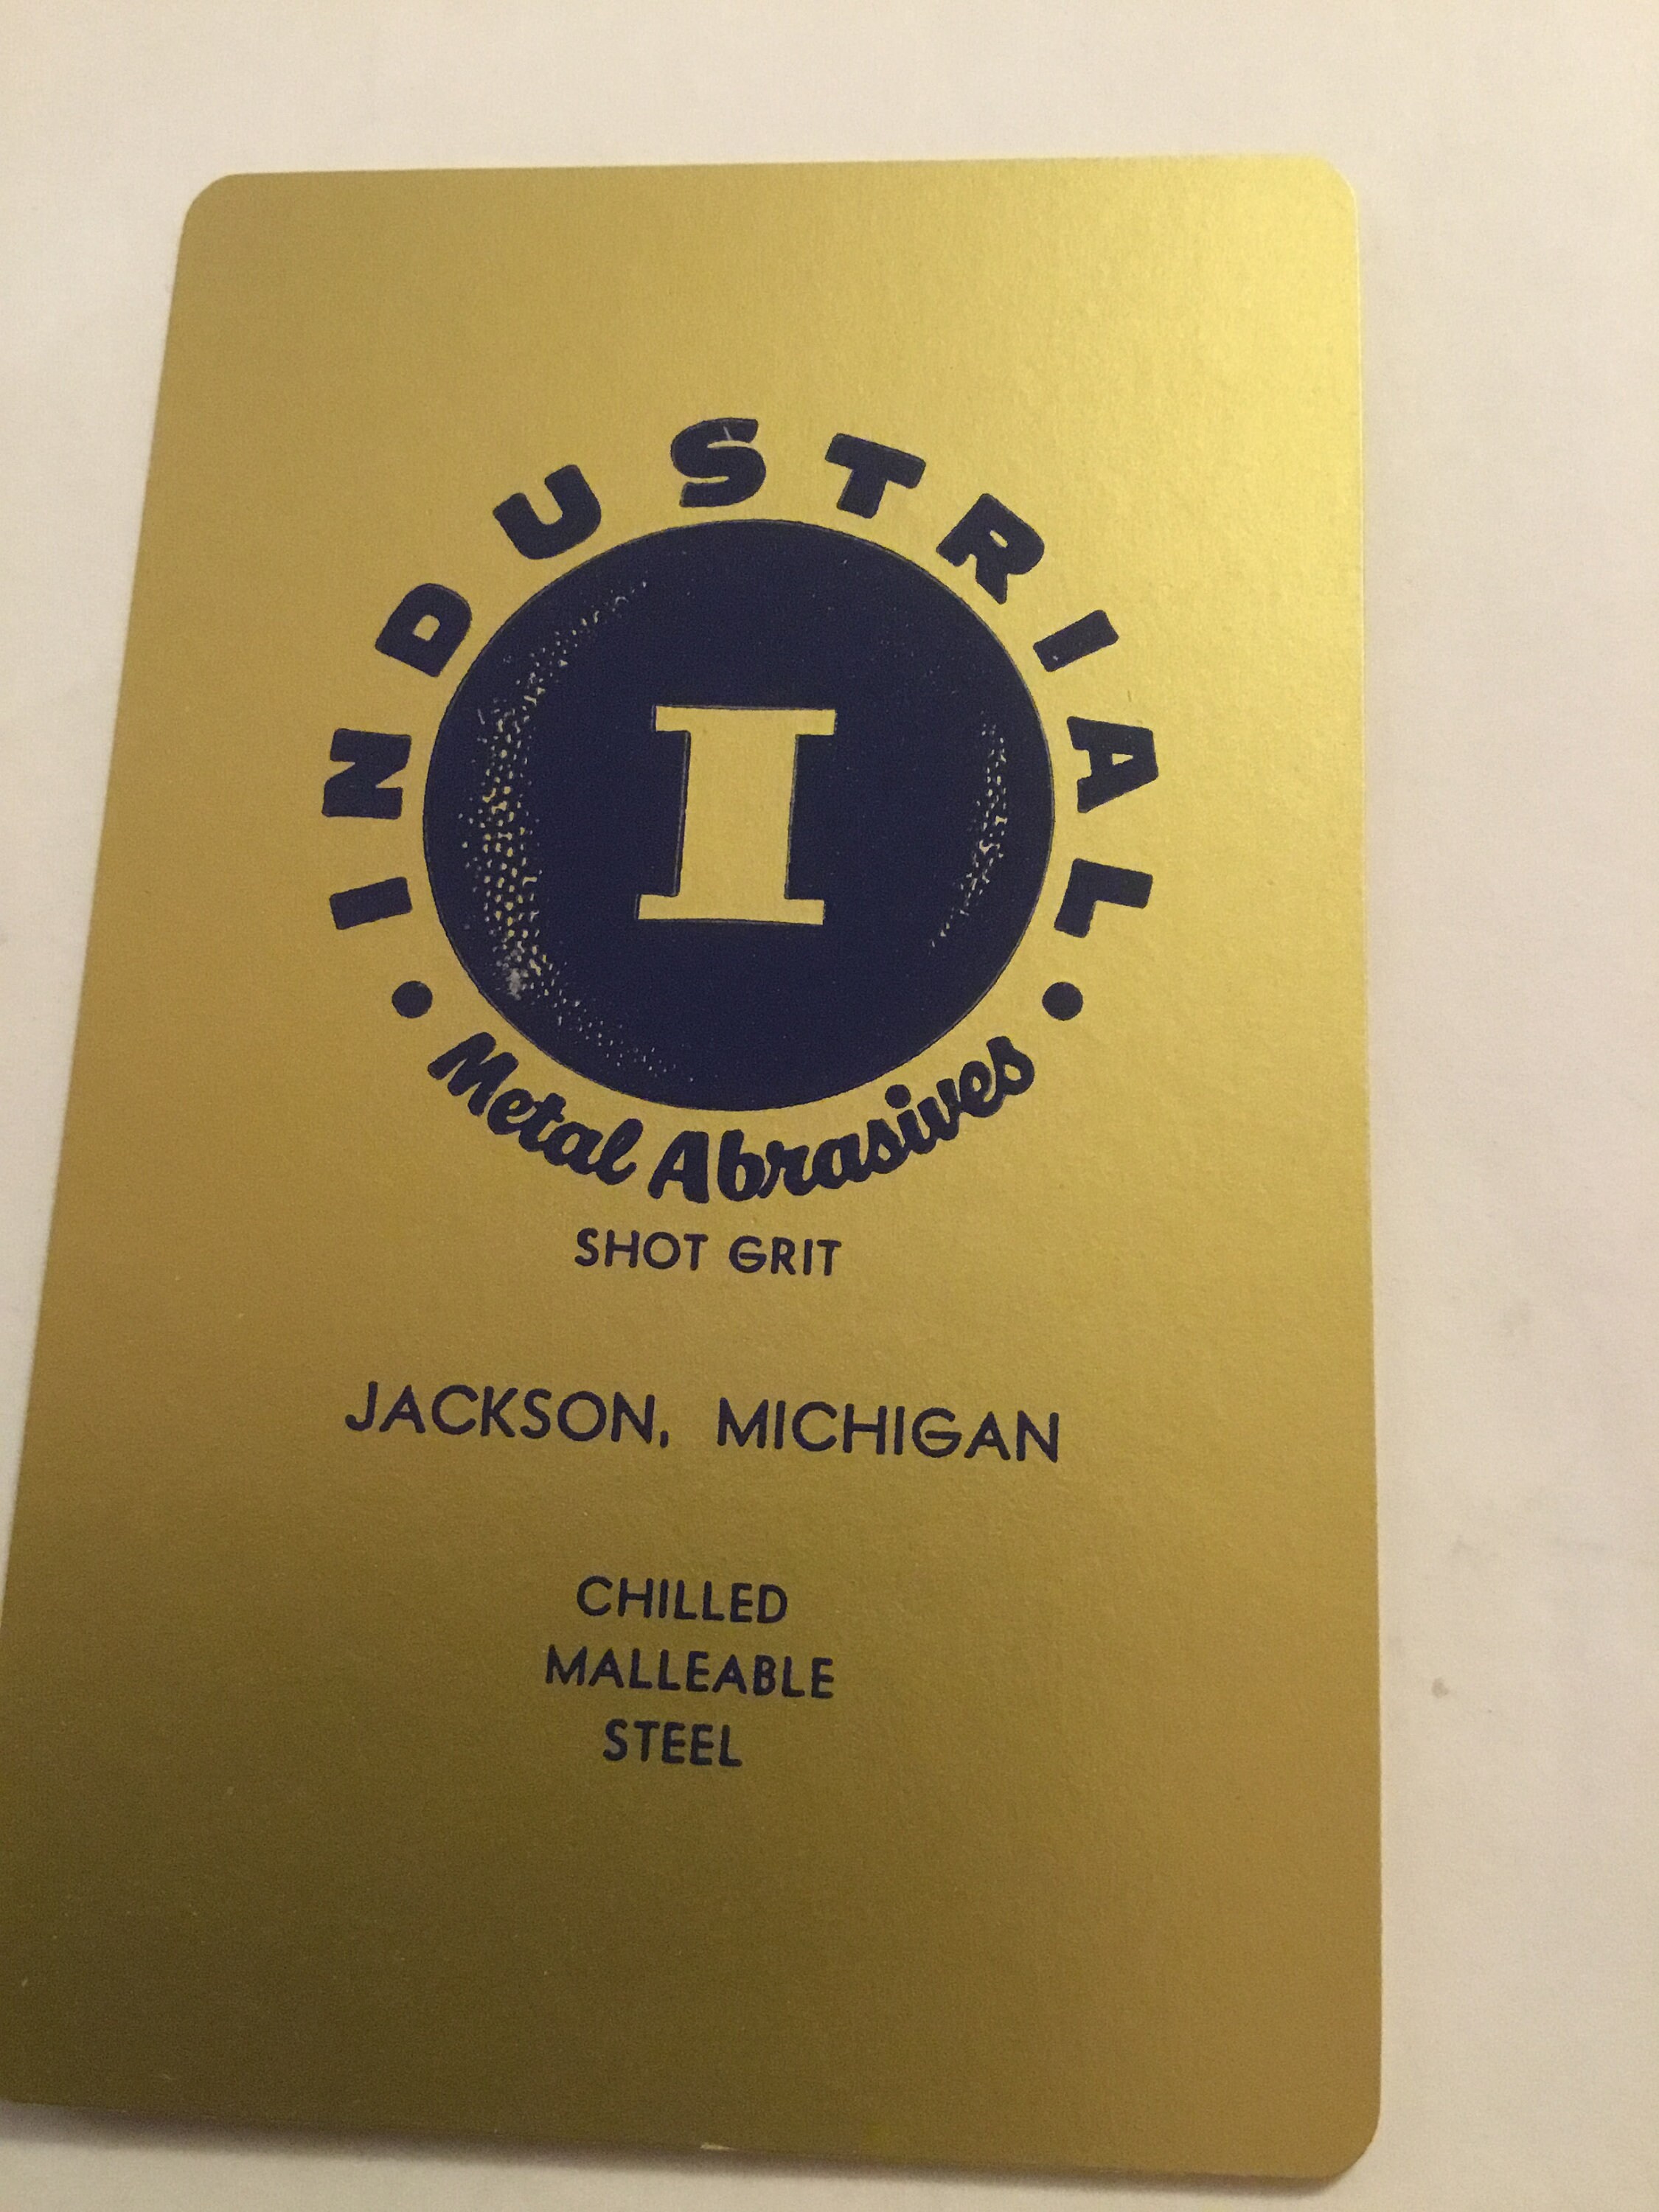 INDUSTRIAL
I
• Metal Abrasives •
SHOT GRIT
JACKSON, MICHIGAN
CHILLED
MALLEABLE
STEEL